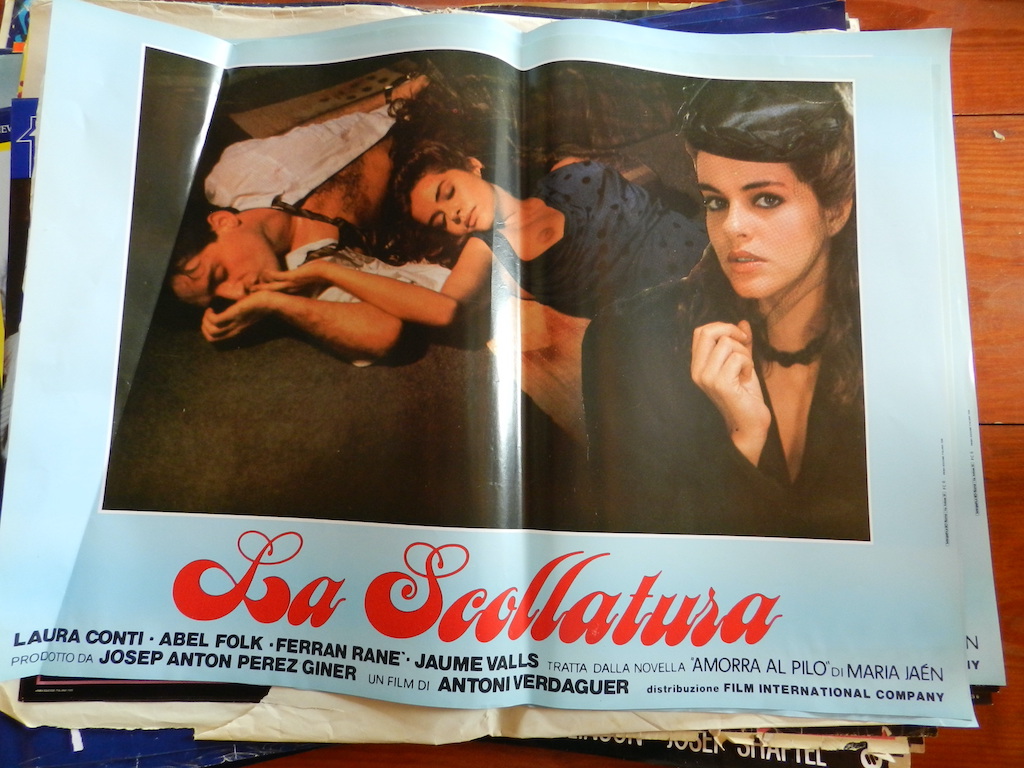 La Scollatura
LAURA CONTI · ABEL FOLK · FERRAN RANE` · JAUME VALLS TRATTA DALLA NOVELLA "AMORRA AL PILO" DI MARIA JAÉN
PRODOTTO DA JOSEP ANTON PEREZ GINER UN FILM DI ANTONI VERDAGUER distribuzione FILM INTERNATIONAL COMPANY